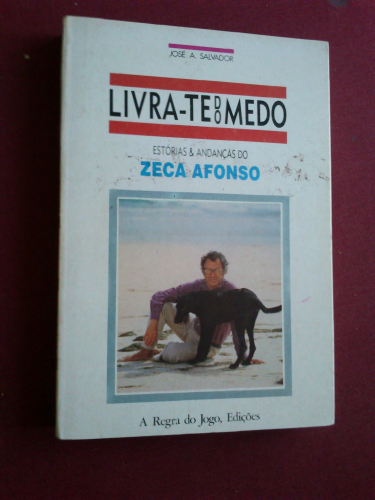 JOSÉ A. SALVADOR
LIVRA-TE DO MEDO
ESTÓRIAS & ANDANÇAS DO
ZECA AFONSO
A Regra do Jogo, Edições